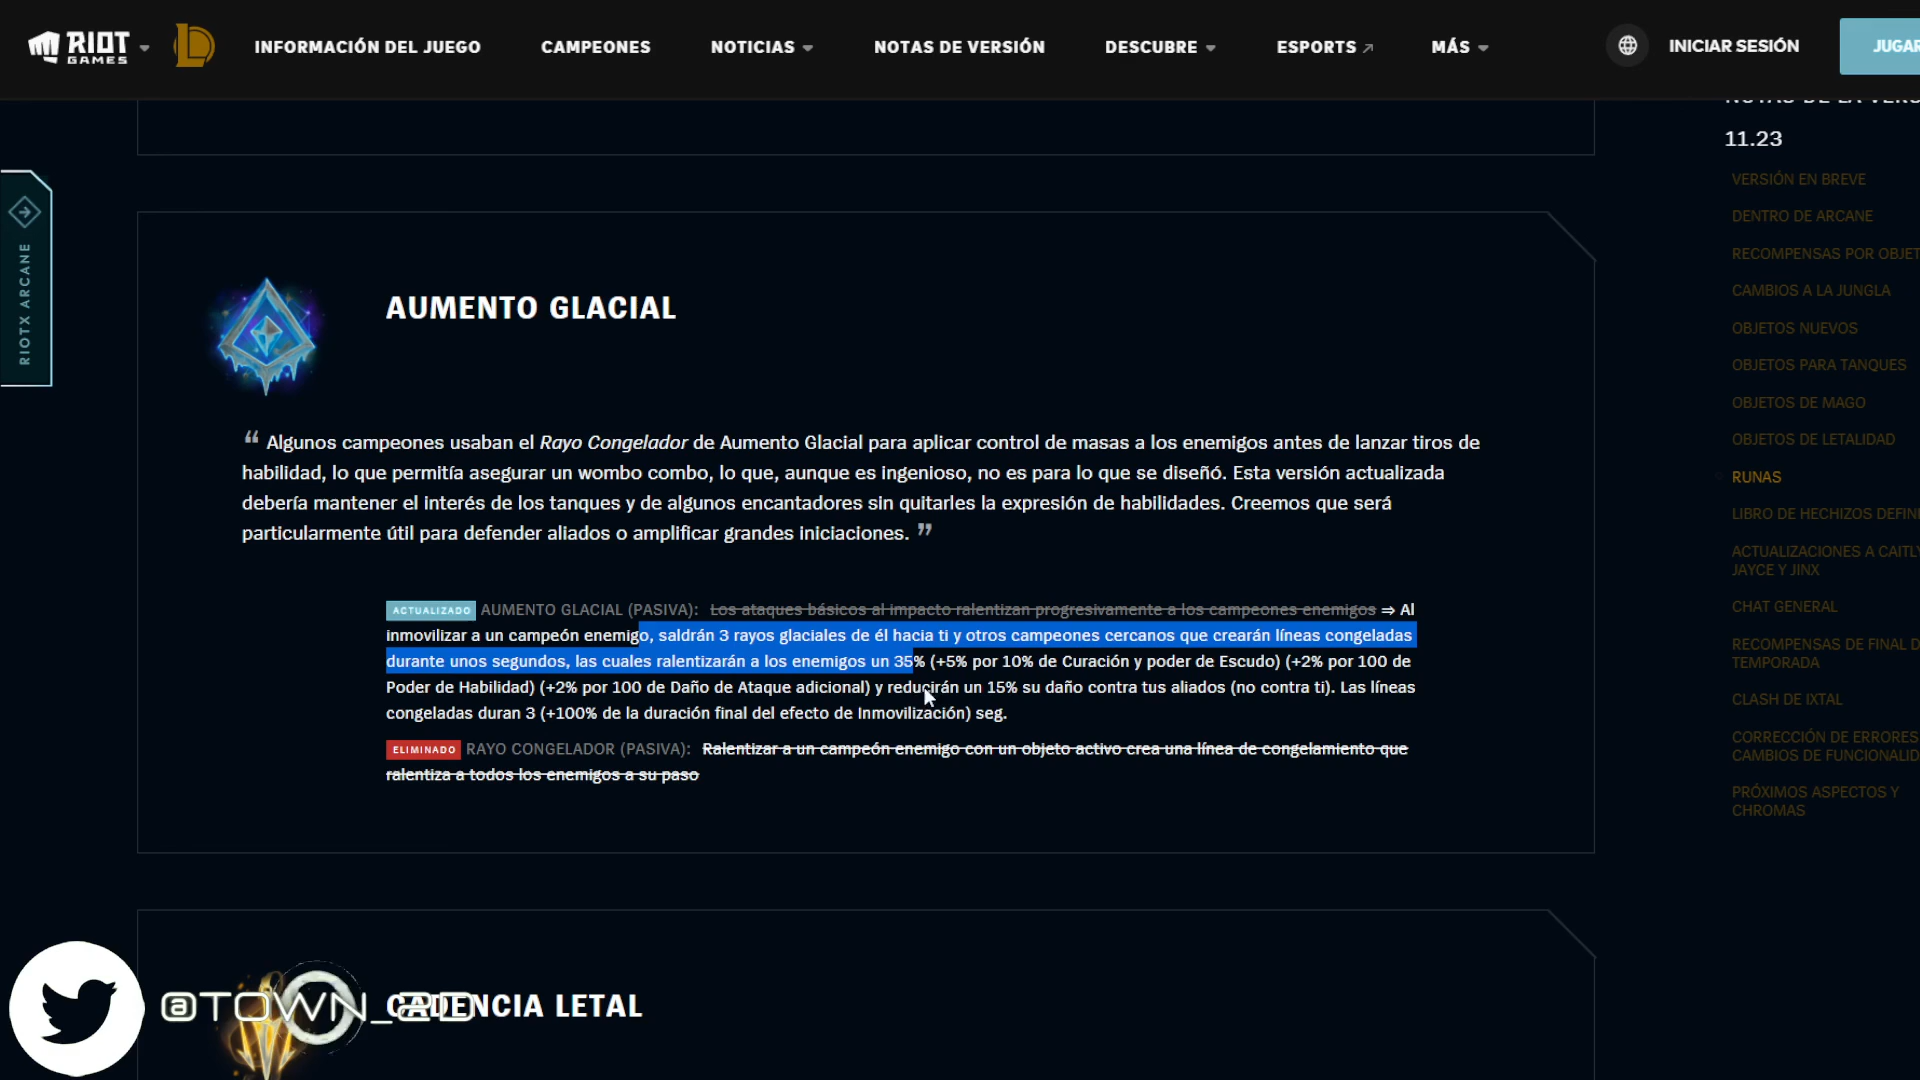 RIOT GAMES
INFORMACIÓN DEL JUEGO
CAMPEONES
NOTICIAS
NOTAS DE VERSIÓN
DESCUBRE
ESPORTS
MÁS
INICIAR SESIÓN
JUGAR
RIOTX ARCANE
AUMENTO GLACIAL
“ Algunos campeones usaban el Rayo Congelador de Aumento Glacial para aplicar control de masas a los enemigos antes de lanzar tiros de
habilidad, lo que permitía asegurar un wombo combo, lo que, aunque es ingenioso, no es para lo que se diseñó. Esta versión actualizada
debería mantener el interés de los tanques y de algunos encantadores sin quitarles la expresión de habilidades. Creemos que será
particularmente útil para defender aliados o amplificar grandes iniciaciones. ”
ACTUALIZADO AUMENTO GLACIAL (PASIVA): Los ataques básicos al impacto ralentizan progresivamente a los campeones enemigos ⇒ Al
inmovilizar a un campeón enemigo, saldrán 3 rayos glaciales de él hacia ti y otros campeones cercanos que crearán líneas congeladas
durante unos segundos, las cuales ralentizarán a los enemigos un 35% (+5% por 10% de Curación y poder de Escudo) (+2% por 100 de
Poder de Habilidad) (+2% por 100 de Daño de Ataque adicional) y reducirán un 15% su daño contra tus aliados (no contra ti). Las líneas
congeladas duran 3 (+100% de la duración final del efecto de Inmovilización) seg.
ELIMINADO RAYO CONGELADOR (PASIVA): Ralentizar a un campeón enemigo con un objeto activo crea una línea de congelamiento que
ralentiza a todos los enemigos a su paso
CADENCIA LETAL
@TOWN_2D
NOTAS DE LA VERS
11.23
VERSIÓN EN BREVE
DENTRO DE ARCANE
RECOMPENSAS POR OBJET
CAMBIOS A LA JUNGLA
OBJETOS NUEVOS
OBJETOS PARA TANQUES
OBJETOS DE MAGO
OBJETOS DE LETALIDAD
RUNAS
LIBRO DE HECHIZOS DEFINI
ACTUALIZACIONES A CAITLY
JAYCE Y JINX
CHAT GENERAL
RECOMPENSAS DE FINAL D
TEMPORADA
CLASH DE IXTAL
CORRECCIÓN DE ERRORES
CAMBIOS DE FUNCIONALID
PRÓXIMOS ASPECTOS Y
CHROMAS